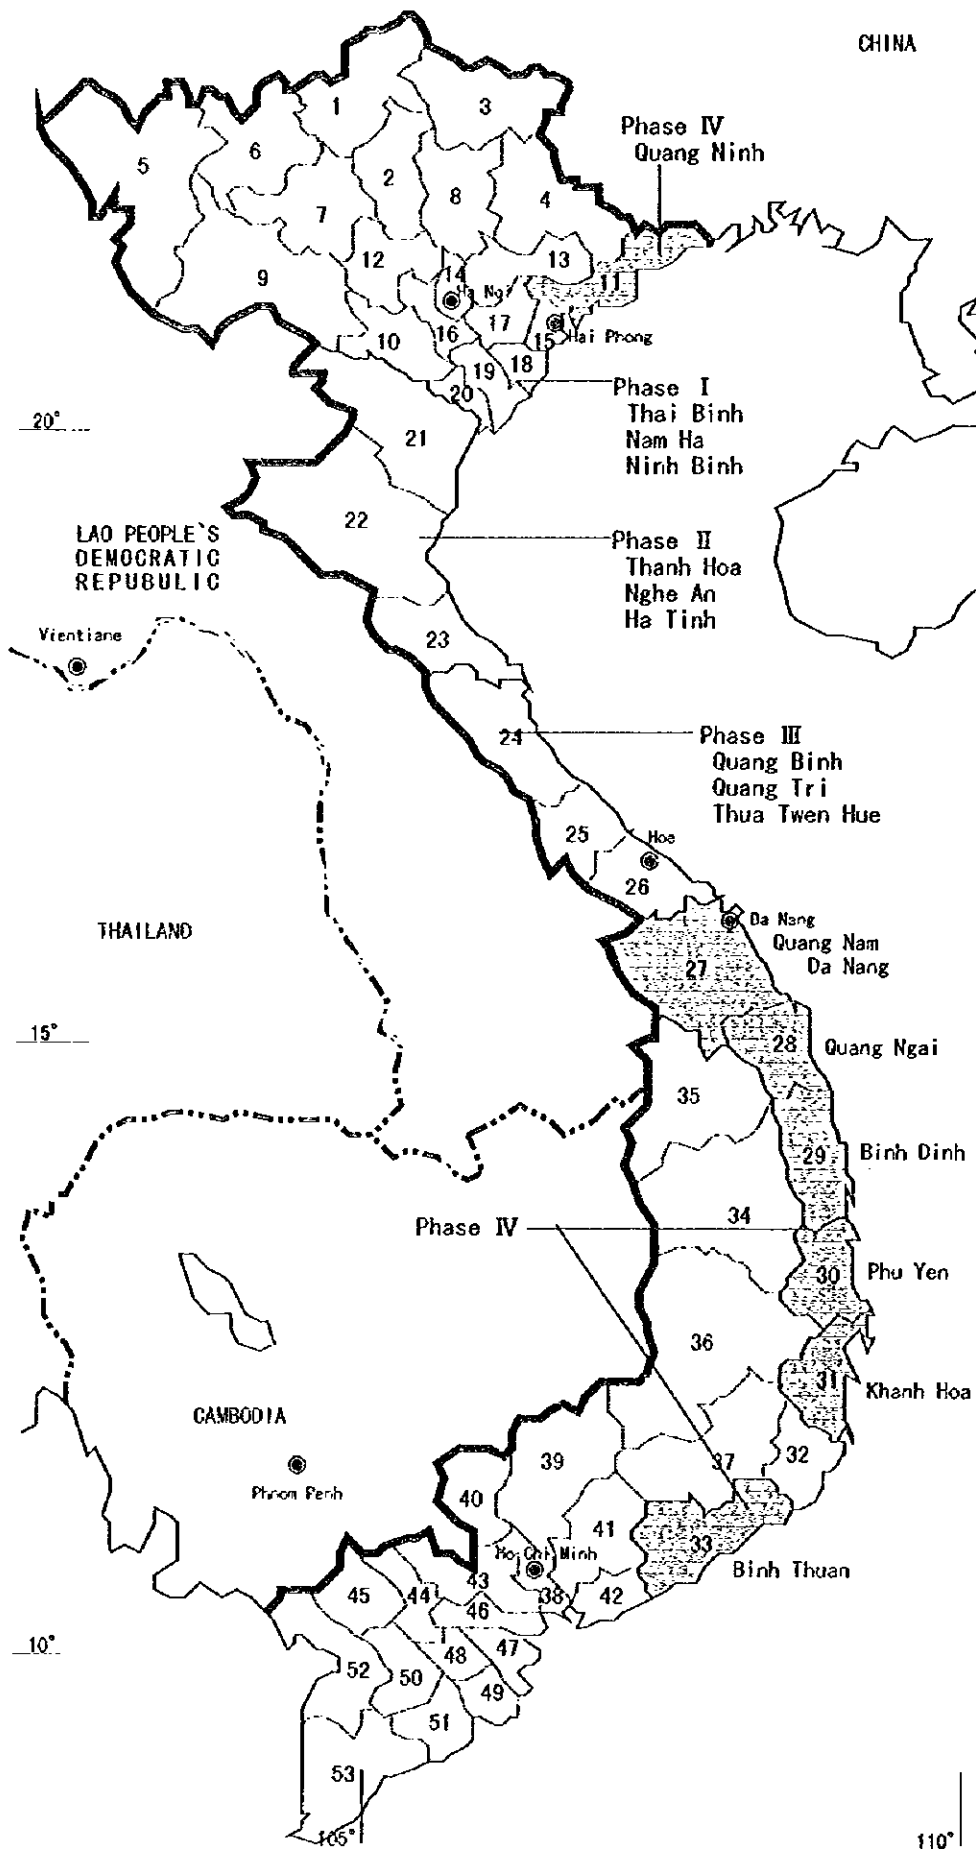 CHINA
Phase Ⅳ
Quang Ninh
1
3
5
6
2
8
4
7
12
14
13
11
9
Ha Noi
10
16
17
15
Hai Phong
19
18
20
Phase Ⅰ
Thai Binh
Nam Ha
Ninh Binh
20°
21
22
LAO PEOPLE`S
DEMOCRATIC
REPUBULIC
Phase Ⅱ
Thanh Hoa
Nghe An
Ha Tinh
Vientiane
23
24
Phase Ⅲ
Quang Binh
Quang Tri
Thua Twen Hue
25
Hoe
26
THAILAND
Da Nang
Quang Nam
Da Nang
27
15°
28
Quang Ngai
35
29
Binh Dinh
34
Phase Ⅳ
30
Phu Yen
36
31
Khanh Hoa
CAMBODIA
39
37
32
Phnom Penh
40
41
33
Ho Chi Minh
Binh Thuan
45
44
43
38
42
46
10°
52
50
48
47
49
51
53
105°
110°